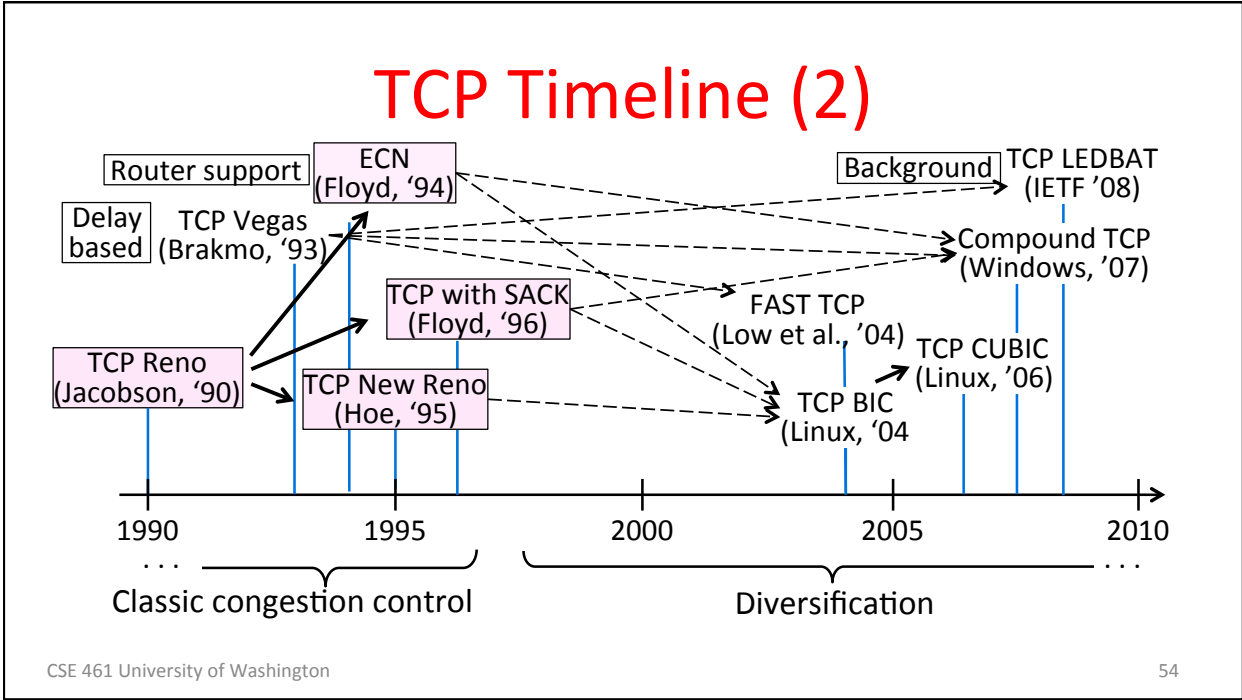 TCP Timeline (2)
Router support
ECN
(Floyd, ‘94)
Background
TCP LEDBAT
(IETF ’08)
Delay
based
TCP Vegas
(Brakmo, ‘93)
Compound TCP
(Windows, ’07)
TCP with SACK
(Floyd, ‘96)
FAST TCP
(Low et al., ’04)
TCP Reno
(Jacobson, ‘90)
TCP New Reno
(Hoe, ‘95)
TCP CUBIC
(Linux, ’06)
TCP BIC
(Linux, ‘04
1990
1995
2000
2005
2010
. . .
. . .
Classic congestion control
Diversification
CSE 461 University of Washington
54